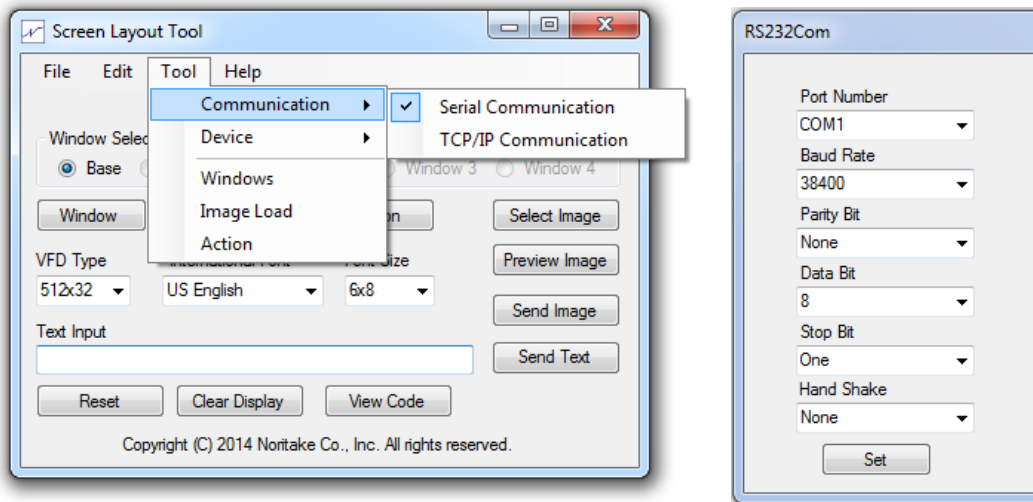 Screen Layout Tool
File Edit Tool Help
Communication
Serial Communication
Device
TCP/IP Communication
Window Selec
Base
Window 3
Window 4
Windows
Window
Image Load
on
Select Image
Action
VFD Type
Size
Preview Image
512x32
US English
6x8
Send Image
Text Input
Send Text
Reset
Clear Display
View Code
Copyright (C) 2014 Noritake Co., Inc. All rights reserved.
RS232Com
Port Number
COM1
Baud Rate
38400
Parity Bit
None
Data Bit
8
Stop Bit
One
Hand Shake
None
Set